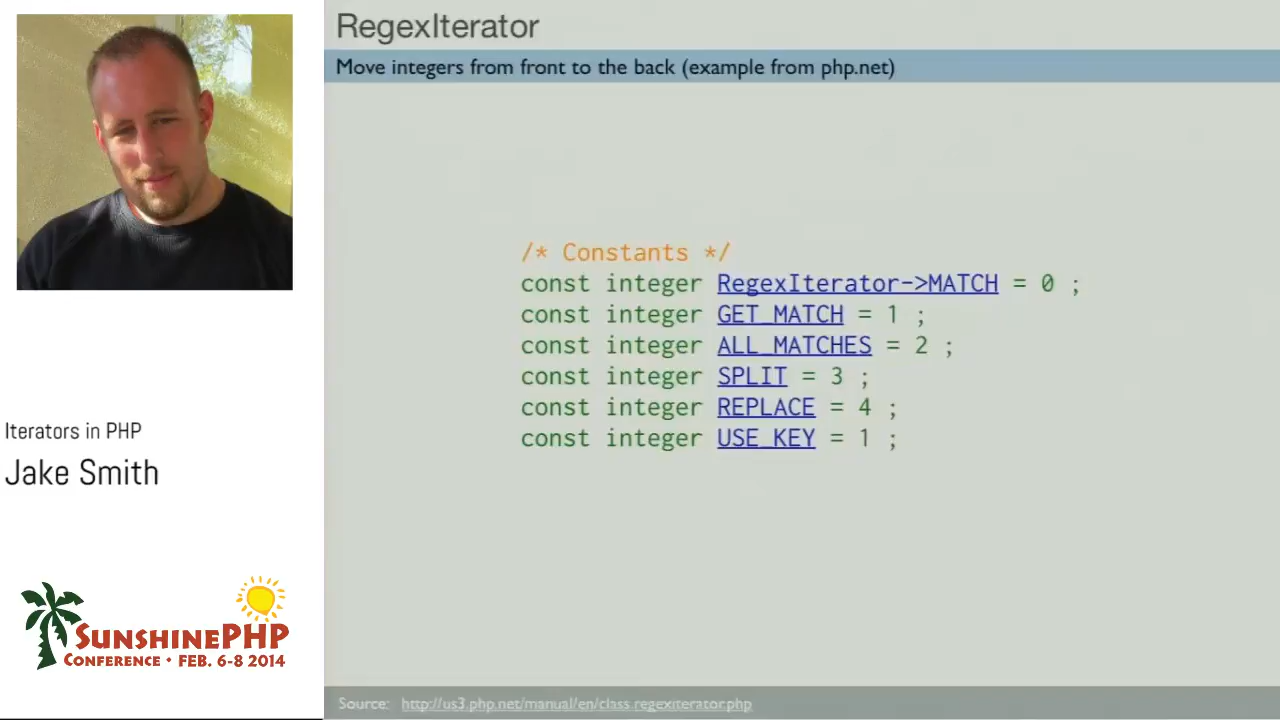 RegexIterator
Move integers from front to the back (example from php.net)
/* Constants */
const integer RegexIterator->MATCH = 0 ;
const integer GET_MATCH = 1 ;
const integer ALL_MATCHES = 2 ;
const integer SPLIT = 3 ;
const integer REPLACE = 4 ;
const integer USE_KEY = 1 ;
Iterators in PHP
Jake Smith
SUNSHINEPHP
CONFERENCE • FEB. 6-8 2014
Source: http://us3.php.net/manual/en/class.regexiterator.php